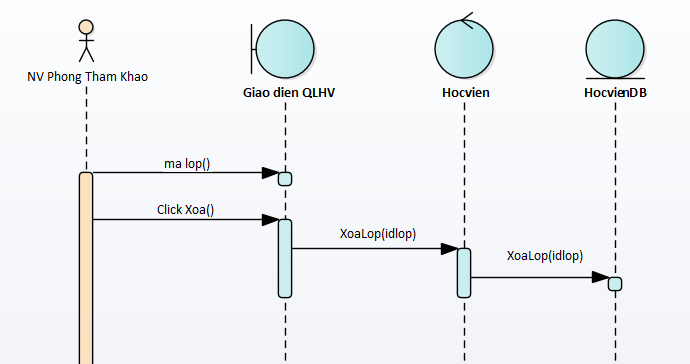 NV Phong Tham Khao
Giao dien QLHV
Hocvien
HocvienDB
ma lop()
Click Xoa()
XoaLop(idlop)
XoaLop(idlop)